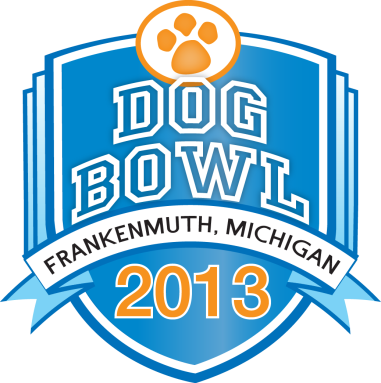 DOG
BOWL
FRANKENMUTH, MICHIGAN
2013